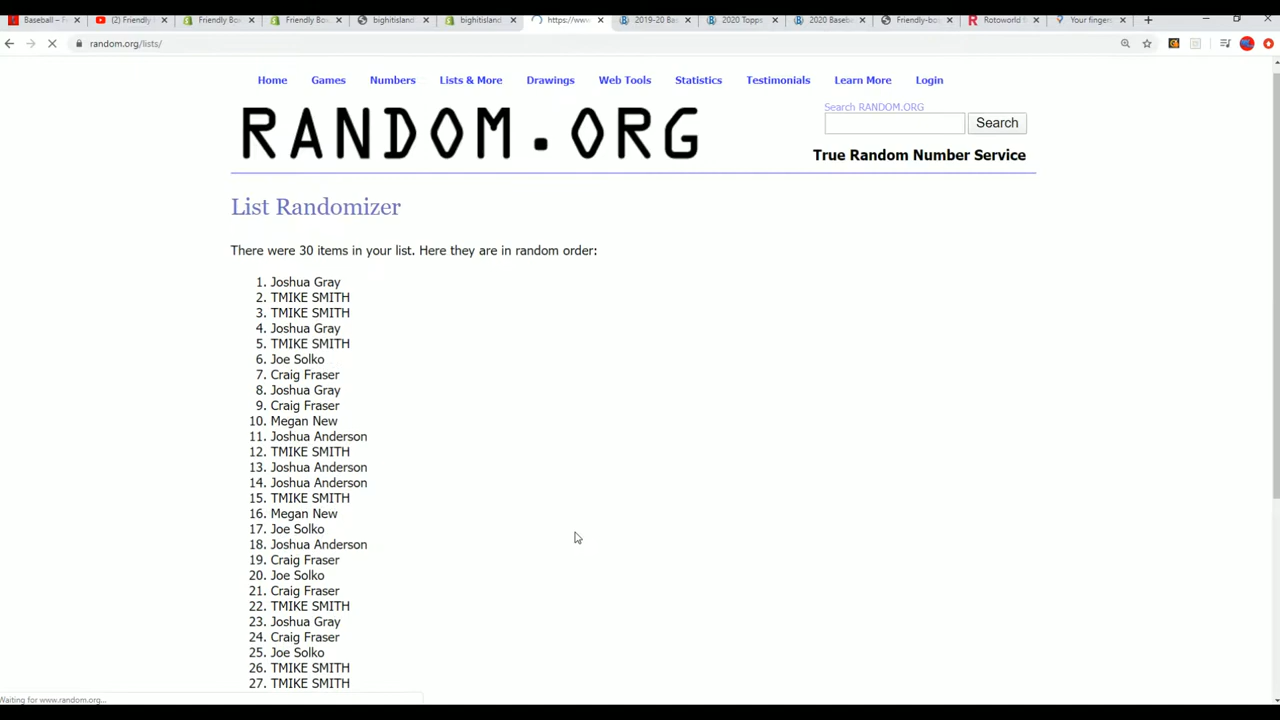 Baseball –
(2) Friendly
Friendly Bo
Friendly Box
bighitisland.
bighitisland
https://www
2019-20 Bas
2020 Topps
2020 Baseb
Friendly-bo
Rotoworld
Your finger
random.org/lists/
Home Games Numbers Lists & More Drawings Web Tools Statistics Testimonials Learn More Login
RANDOM.ORG
Search RANDOM.ORG
Search
True Random Number Service
List Randomizer
There were 30 items in your list. Here they are in random order:
1. Joshua Gray
2. TMIKE SMITH
3. TMIKE SMITH
4. Joshua Gray
5. TMIKE SMITH
6. Joe Solko
7. Craig Fraser
8. Joshua Gray
9. Craig Fraser
10. Megan New
11. Joshua Anderson
12. TMIKE SMITH
13. Joshua Anderson
14. Joshua Anderson
15. TMIKE SMITH
16. Megan New
17. Joe Solko
18. Joshua Anderson
19. Craig Fraser
20. Joe Solko
21. Craig Fraser
22. TMIKE SMITH
23. Joshua Gray
24. Craig Fraser
25. Joe Solko
26. TMIKE SMITH
27. TMIKE SMITH
Waiting for www.random.org...